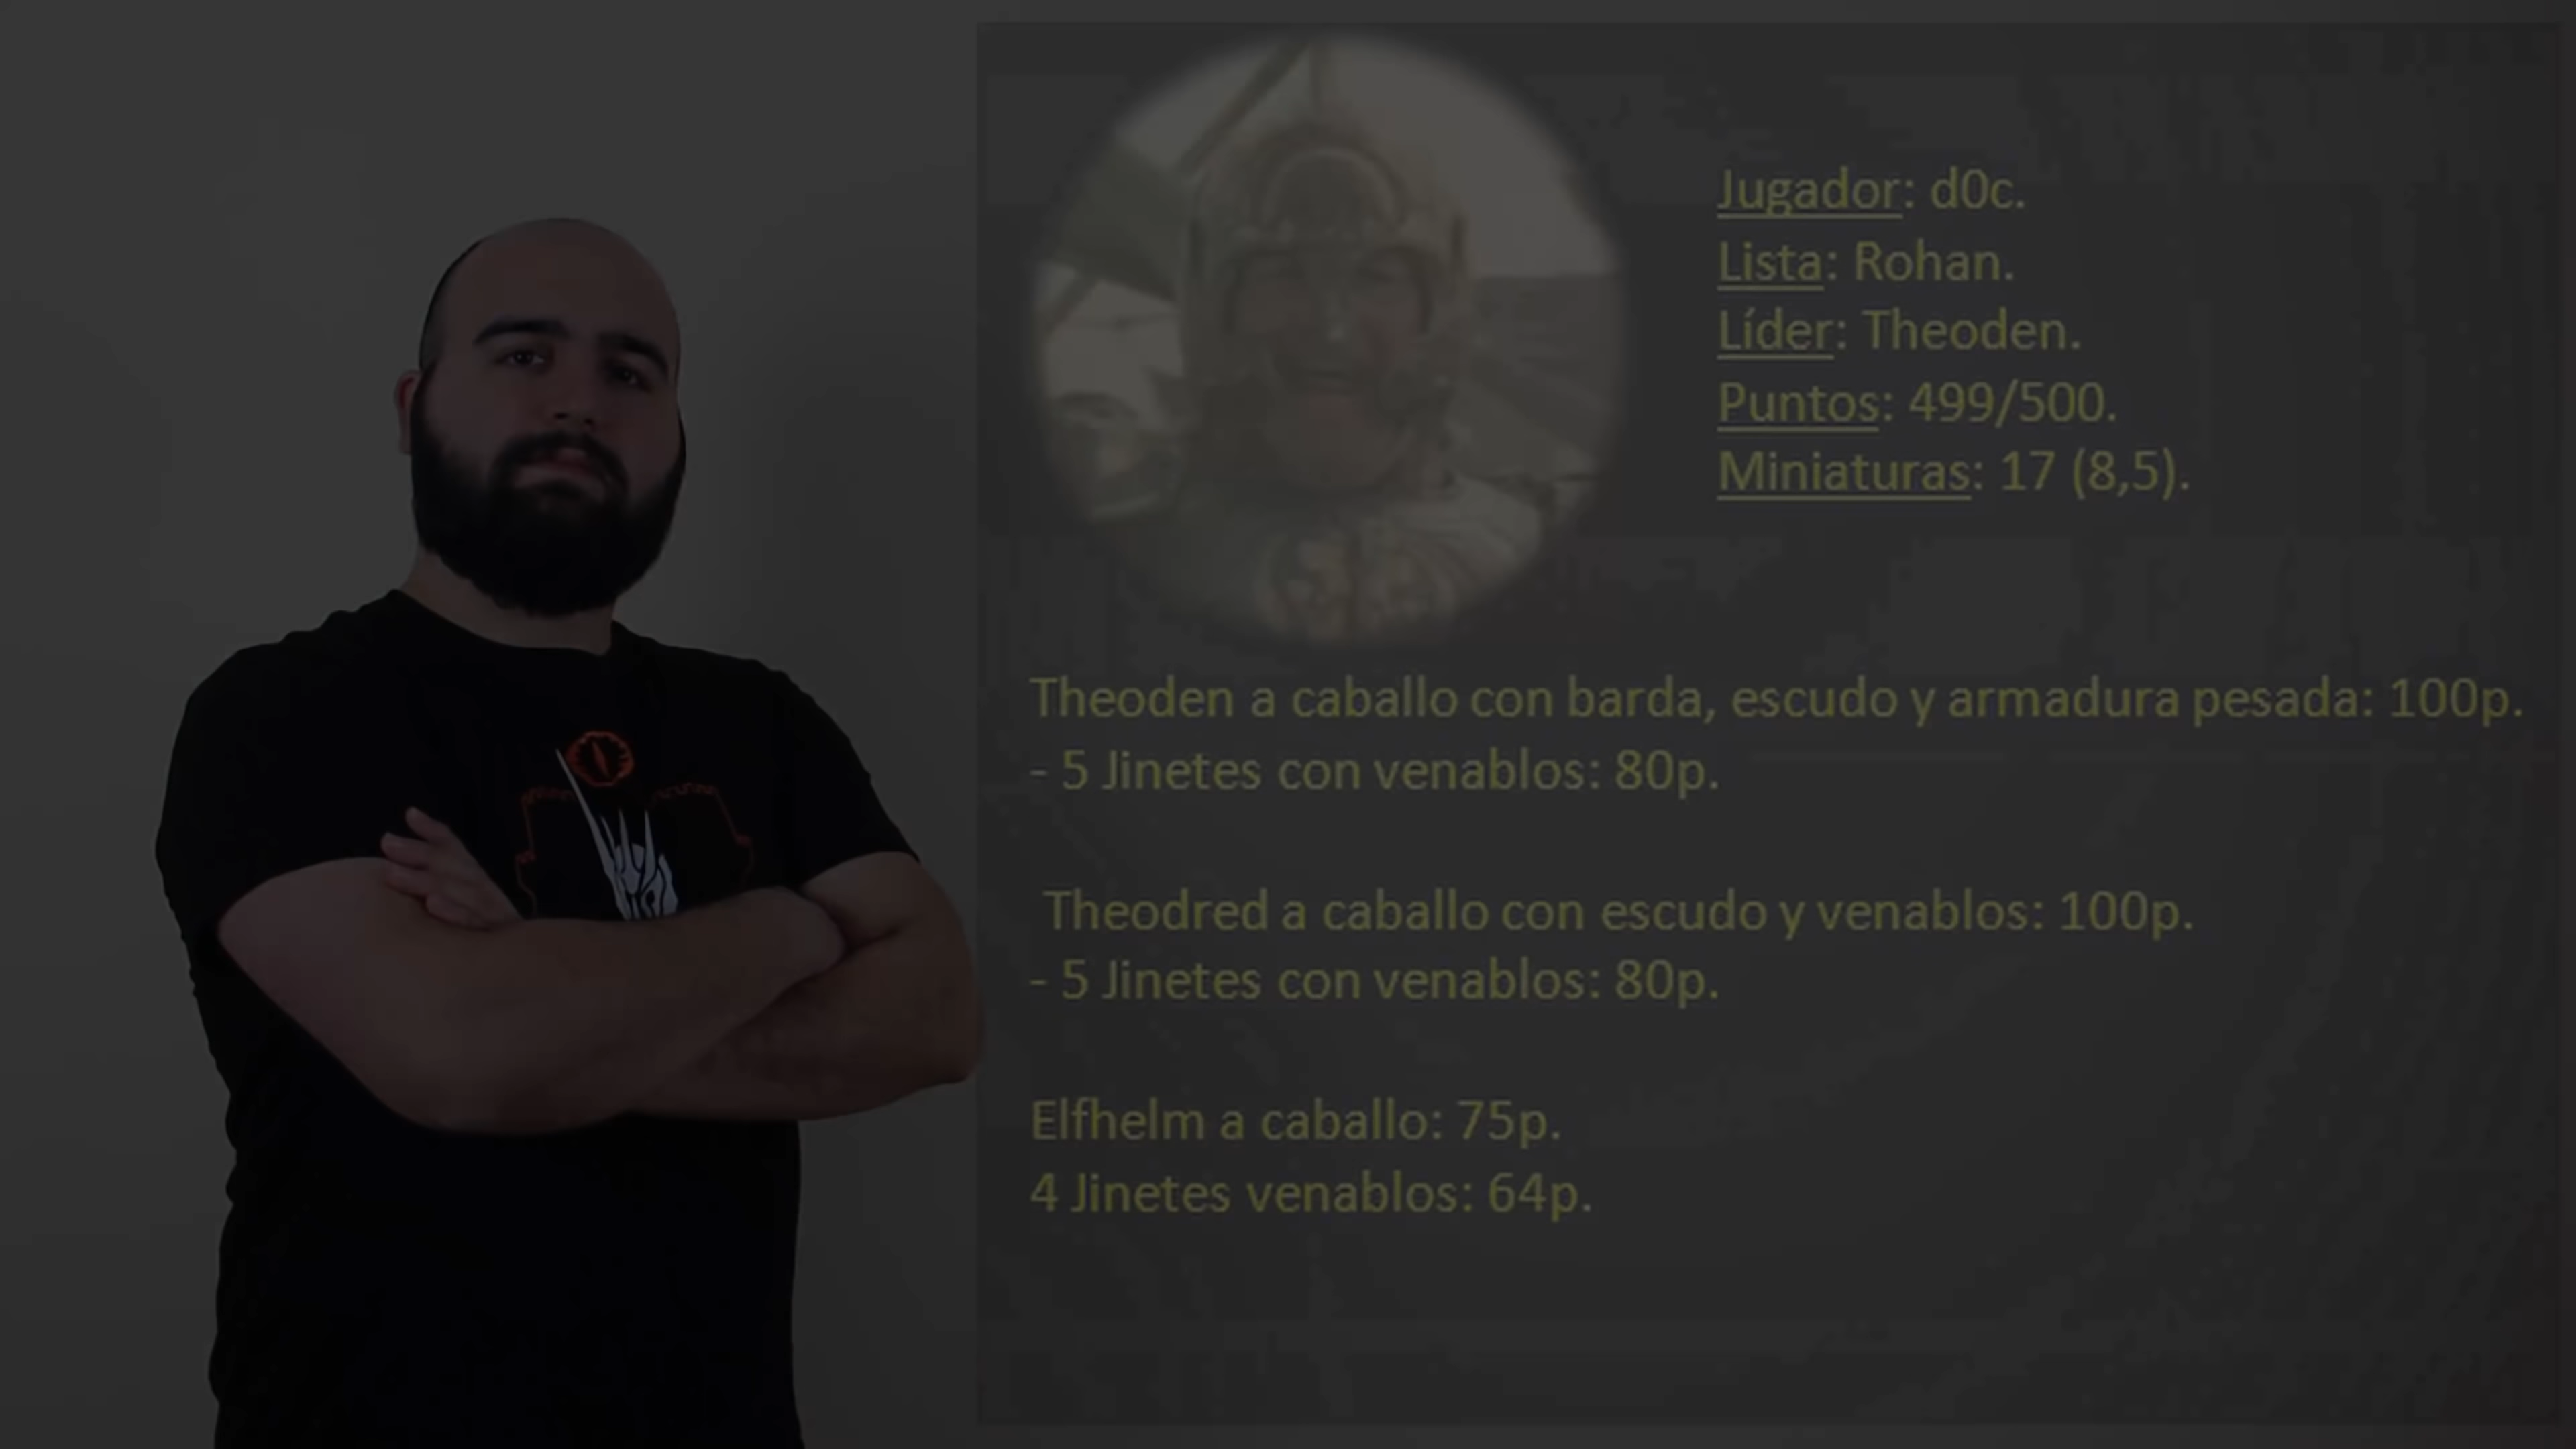 Jugador: d0c.
Lista: Rohan.
Líder: Theoden.
Puntos: 499/500.
Miniaturas: 17 (8,5).
Theoden a caballo con barda, escudo y armadura pesada: 100p.
- 5 Jinetes con venablos: 80p.
Theodred a caballo con escudo y venablos: 100p.
- 5 Jinetes con venablos: 80p.
Elfhelm a caballo: 75p.
4 Jinetes venablos: 64p.